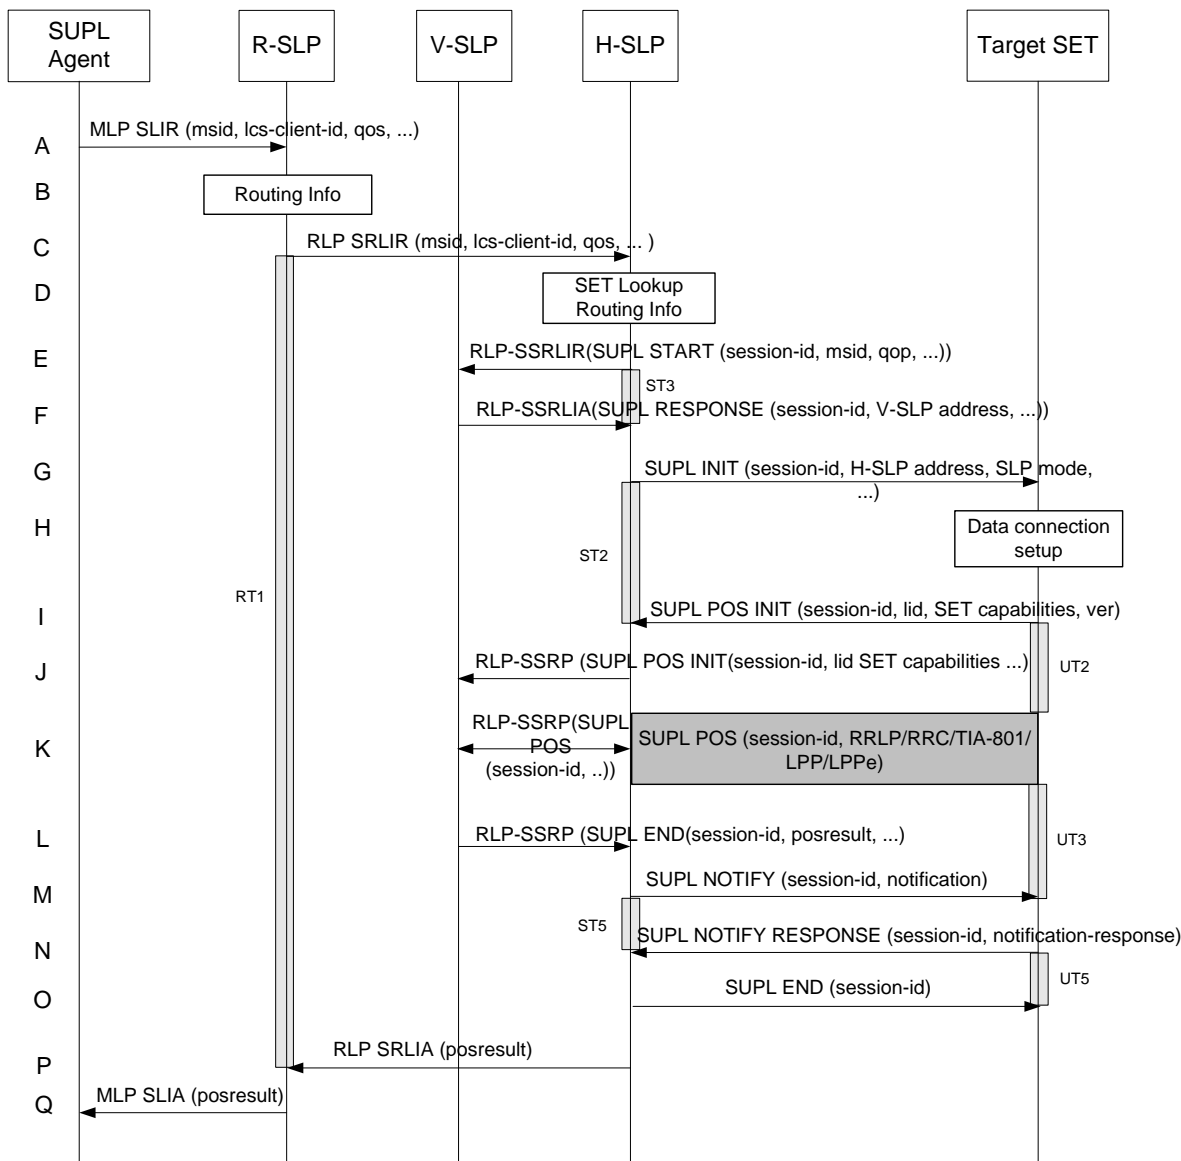 SUPL
Agent
R-SLP
V-SLP
H-SLP
Target SET
A
MLP SLIR (msid, lcs-client-id, qos, ...)
B
Routing Info
C
RLP SRLIR (msid, lcs-client-id, qos, ... )
D
SET Lookup
Routing Info
E
RLP-SSRLIR(SUPL START (session-id, msid, qop, ...))
ST3
F
RLP-SSRLIA(SUPL RESPONSE (session-id, V-SLP address, ...))
G
SUPL INIT (session-id, H-SLP address, SLP mode,
...)
H
Data connection
setup
ST2
RT1
I
SUPL POS INIT (session-id, lid, SET capabilities, ver)
J
RLP-SSRP (SUPL POS INIT(session-id, lid SET capabilities ...)
UT2
K
RLP-SSRP(SUPL
POS
(session-id, ..))
SUPL POS (session-id, RRLP/RRC/TIA-801/
LPP/LPPe)
L
RLP-SSRP (SUPL END(session-id, posresult, ...)
UT3
M
SUPL NOTIFY (session-id, notification)
ST5
N
SUPL NOTIFY RESPONSE (session-id, notification-response)
UT5
O
SUPL END (session-id)
P
RLP SRLIA (posresult)
Q
MLP SLIA (posresult)